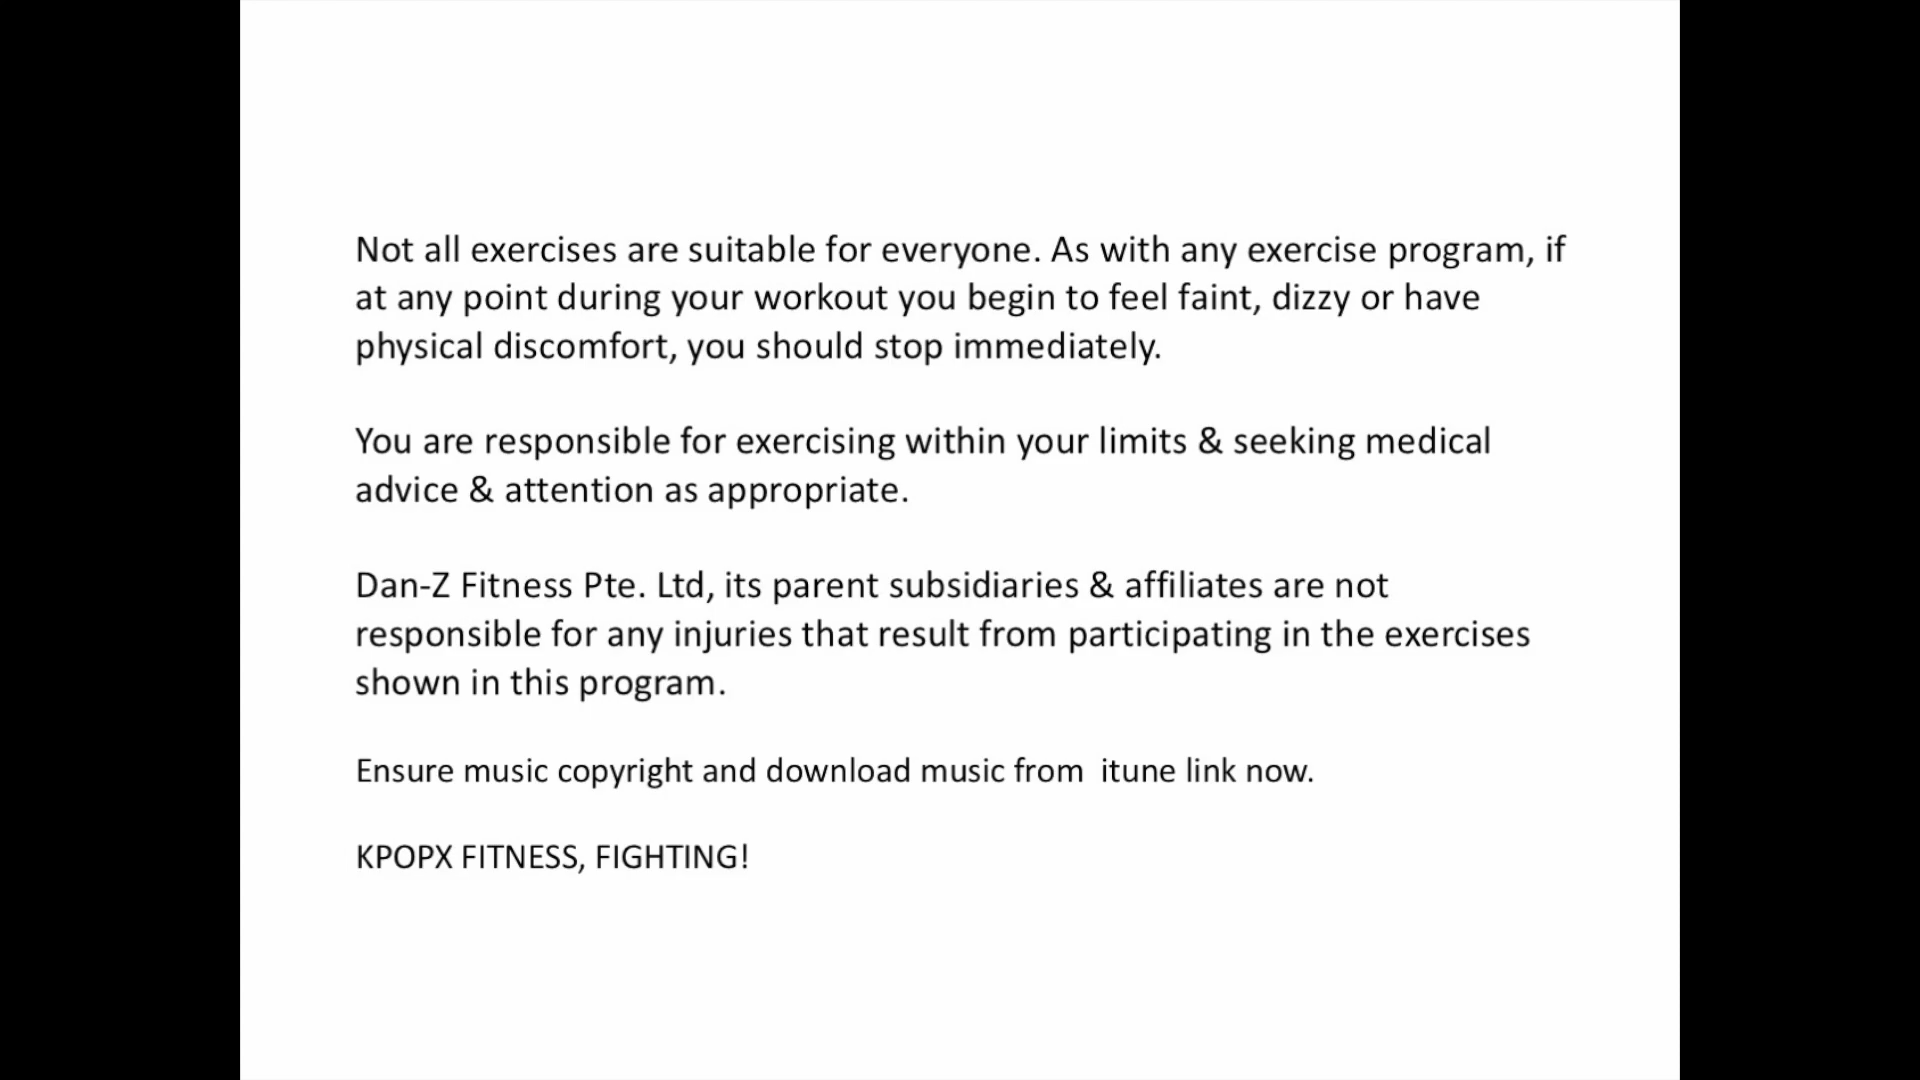 Not all exercises are suitable for everyone. As with any exercise program, if
at any point during your workout you begin to feel faint, dizzy or have
physical discomfort, you should stop immediately.
You are responsible for exercising within your limits & seeking medical
advice & attention as appropriate.
Dan-Z Fitness Pte. Ltd, its parent subsidiaries & affiliates are not
responsible for any injuries that result from participating in the exercises
shown in this program.
Ensure music copyright and download music from  itune link now.
KPOPX FITNESS, FIGHTING!